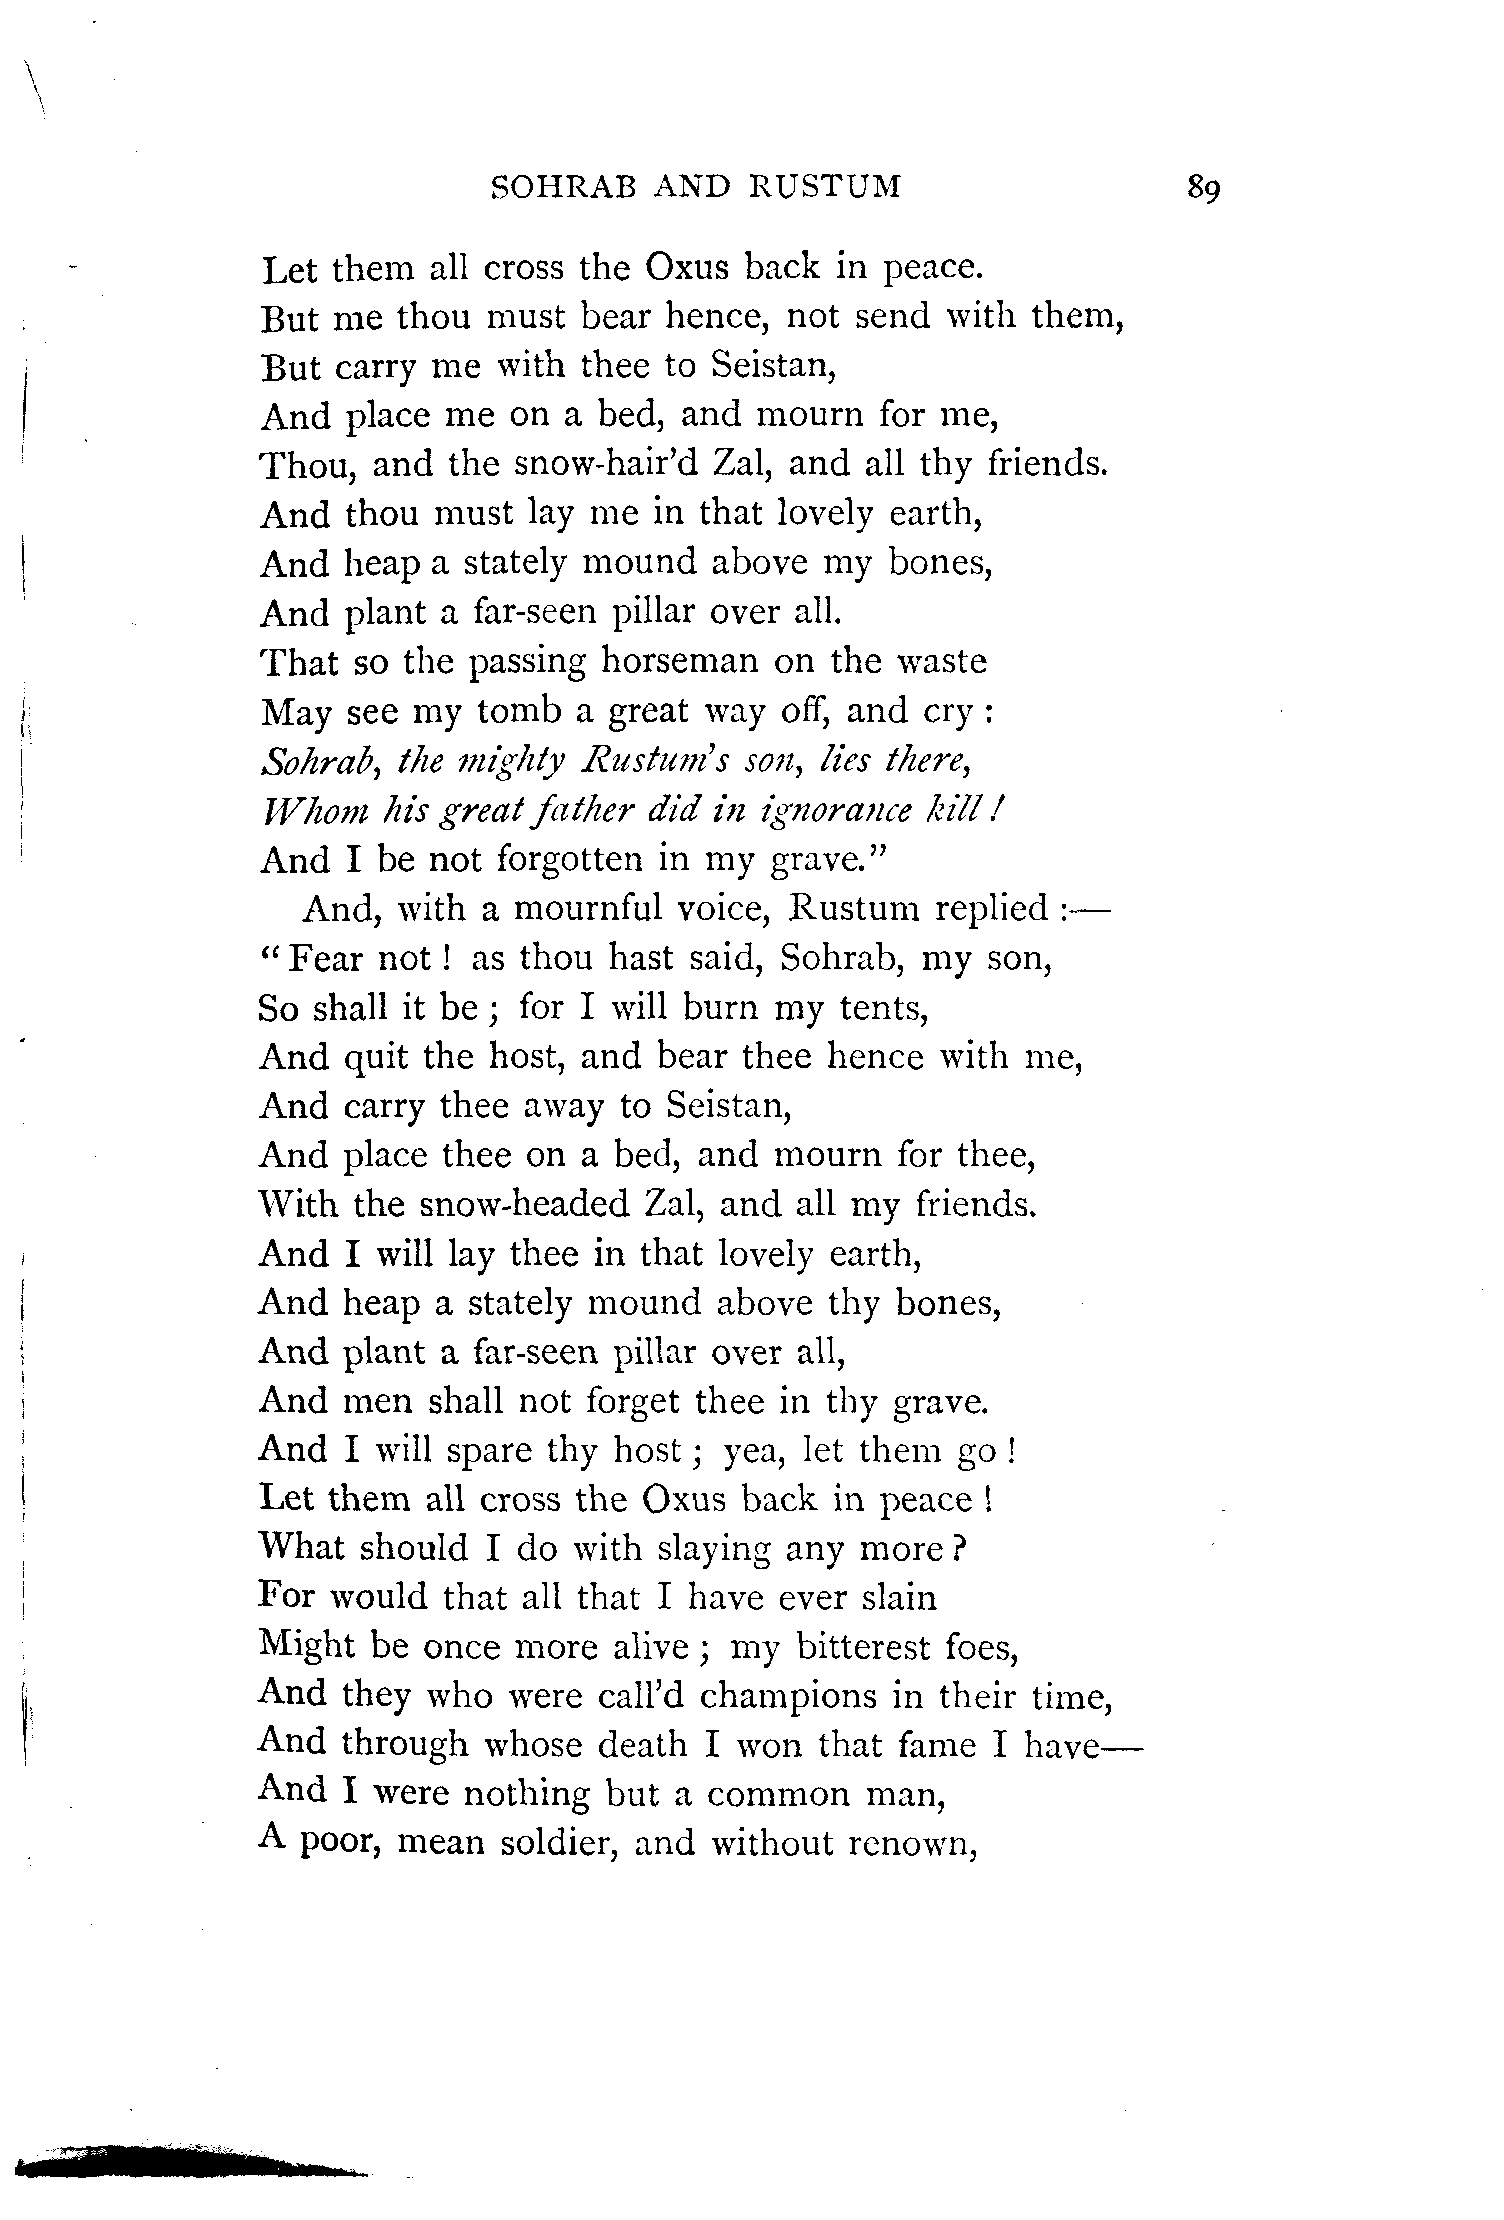 SOHRAB AND RUSTUM 89
Let them all cross the Oxus back in peace.
But me thou must bear hence, not send with them,
But carry me with thee to Seistan,
And place me on a bed, and mourn for me,
Thou, and the snow-hair'd Zal, and all thy friends.
And thou must lay me in that lovely earth,
And heap a stately mound above my bones,
And plant a far-seen pillar over all.
That so the passing horseman on the waste
May see my tomb a great way off, and cry :
Sohrab, the mighty Rustum's son, lies there,
Whom his great father did in ignorance kill !
And I be not forgotten in my grave."
And, with a mournful voice, Rustum replied :—
"Fear not ! as thou hast said, Sohrab, my son,
So shall it be ; for I will burn my tents,
And quit the host, and bear thee hence with me,
And carry thee away to Seistan,
And place thee on a bed, and mourn for thee,
With the snow-headed Zal, and all my friends.
And I will lay thee in that lovely earth,
And heap a stately mound above thy bones,
And plant a far-seen pillar over all,
And men shall not forget thee in thy grave.
And I will spare thy host ; yea, let them go !
Let them all cross the Oxus back in peace !
What should I do with slaying any more ?
For would that all that I have ever slain
Might be once more alive ; my bitterest foes,
And they who were call'd champions in their time,
And through whose death I won that fame I have—
And I were nothing but a common man,
A poor, mean soldier, and without renown,